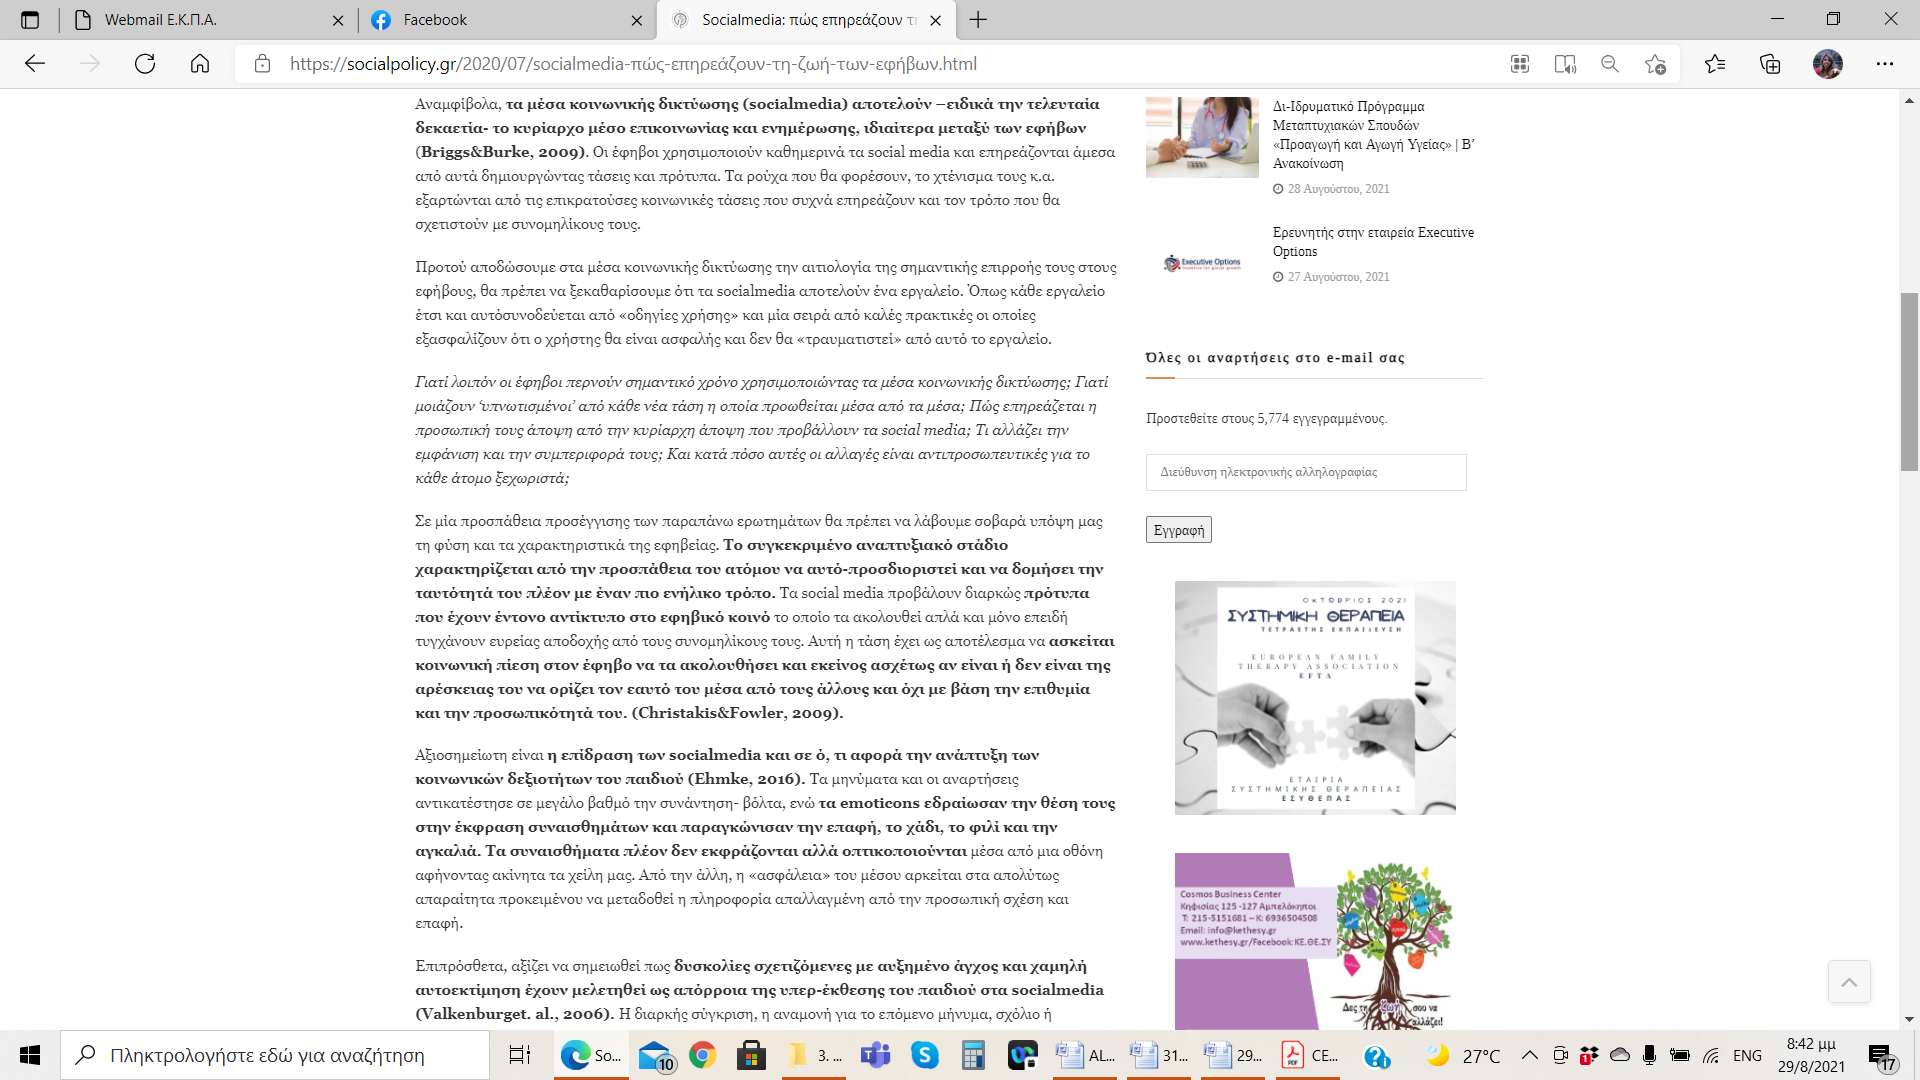 Webmail Ε.Κ.Π.Α.
Facebook
Socialmedia: πώς επηρεάζουν τη
https://socialpolicy.gr/2020/07/socialmedia-πώς-επηρεάζουν-τη-ζωή-των-εφήβων.html
Αναμφίβολα, τα μέσα κοινωνικής δικτύωσης (socialmedia) αποτελούν –ειδικά την τελευταία
δεκαετία- το κυρίαρχο μέσο επικοινωνίας και ενημέρωσης, ιδιαίτερα μεταξύ των εφήβων
(Briggs&Burke, 2009). Οι έφηβοι χρησιμοποιούν καθημερινά τα social media και επηρεάζονται άμεσα
από αυτά δημιουργώντας τάσεις και πρότυπα. Τα ρούχα που θα φορέσουν, το χτένισμα τους κ.α.
εξαρτώνται από τις επικρατούσες κοινωνικές τάσεις που συχνά επηρεάζουν και τον τρόπο που θα
σχετιστούν με συνομηλίκους τους.
Προτού αποδώσουμε στα μέσα κοινωνικής δικτύωσης την αιτιολογία της σημαντικής επιρροής τους στους
εφήβους, θα πρέπει να ξεκαθαρίσουμε ότι τα socialmedia αποτελούν ένα εργαλείο. Όπως κάθε εργαλείο
έτσι και αυτόσυνοδεύεται από «οδηγίες χρήσης» και μία σειρά από καλές πρακτικές οι οποίες
εξασφαλίζουν ότι ο χρήστης θα είναι ασφαλής και δεν θα «τραυματιστεί» από αυτό το εργαλείο.
Γιατί λοιπόν οι έφηβοι περνούν σημαντικό χρόνο χρησιμοποιώντας τα μέσα κοινωνικής δικτύωσης; Γιατί
μοιάζουν ‘υπνωτισμένοι’ από κάθε νέα τάση η οποία προωθείται μέσα από τα μέσα; Πώς επηρεάζεται η
προσωπική τους άποψη από την κυρίαρχη άποψη που προβάλλουν τα social media; Τι αλλάζει την
εμφάνιση και την συμπεριφορά τους; Και κατά πόσο αυτές οι αλλαγές είναι αντιπροσωπευτικές για το
κάθε άτομο ξεχωριστά;
Σε μία προσπάθεια προσέγγισης των παραπάνω ερωτημάτων θα πρέπει να λάβουμε σοβαρά υπόψη μας
τη φύση και τα χαρακτηριστικά της εφηβείας. Το συγκεκριμένο αναπτυξιακό στάδιο
χαρακτηρίζεται από την προσπάθεια του ατόμου να αυτό-προσδιοριστεί και να δομήσει την
ταυτότητά του πλέον με έναν πιο ενήλικο τρόπο. Τα social media προβάλουν διαρκώς πρότυπα
που έχουν έντονο αντίκτυπο στο εφηβικό κοινό το οποίο τα ακολουθεί απλά και μόνο επειδή
τυγχάνουν ευρείας αποδοχής από τους συνομηλίκους τους. Αυτή η τάση έχει ως αποτέλεσμα να ασκείται
κοινωνική πίεση στον έφηβο να τα ακολουθήσει και εκείνος ασχέτως αν είναι ή δεν είναι της
αρέσκειας του να ορίζει τον εαυτό του μέσα από τους άλλους και όχι με βάση την επιθυμία
και την προσωπικότητά του. (Christakis&Fowler, 2009).
Αξιοσημείωτη είναι η επίδραση των socialmedia και σε ό, τι αφορά την ανάπτυξη των
κοινωνικών δεξιοτήτων του παιδιού (Ehmke, 2016). Τα μηνύματα και οι αναρτήσεις
αντικατέστησε σε μεγάλο βαθμό την συνάντηση- βόλτα, ενώ τα emoticons εδραίωσαν την θέση τους
στην έκφραση συναισθημάτων και παραγκώνισαν την επαφή, το χάδι, το φιλί και την
αγκαλιά. Τα συναισθήματα πλέον δεν εκφράζονται αλλά οπτικοποιούνται μέσα από μια οθόνη
αφήνοντας ακίνητα τα χείλη μας. Από την άλλη, η «ασφάλεια» του μέσου αρκείται στα απολύτως
απαραίτητα προκειμένου να μεταδοθεί η πληροφορία απαλλαγμένη από την προσωπική σχέση και
επαφή.
Επιπρόσθετα, αξίζει να σημειωθεί πως δυσκολίες σχετιζόμενες με αυξημένο άγχος και χαμηλή
αυτοεκτίμηση έχουν μελετηθεί ως απόρροια της υπερ-έκθεσης του παιδιού στα socialmedia
(Valkenburget. al., 2006). Η διαρκής σύγκριση, η αναμονή για το επόμενο μήνυμα, σχόλιο ή
Δι-Ιδρυματικό Πρόγραμμα
Μεταπτυχιακών Σπουδών
«Προαγωγή και Αγωγή Υγείας» | Β’
Ανακοίνωση
28 Αυγούστου, 2021
Ερευνητής στην εταιρεία Executive
Options
27 Αυγούστου, 2021
Executive Options
Όλες οι αναρτήσεις στο e-mail σας
Προστεθείτε στους 5,774 εγγεγραμμένους.
Διεύθυνση ηλεκτρονικής αλληλογραφίας
Εγγραφή
ΟΚΤΩΒΡΙΟΣ 2021
ΣΥΣΤΗΜΙΚΗ ΘΕΡΑΠΕΙΑ
ΤΕΤΡΑΕΤΗΣ ΕΚΠΑΙΔΕΥΣΗ
EUROPEAN FAMILY
THERAPY ASSOCIATION
EFTA
ΕΤΑΙΡΙΑ
ΣΥΣΤΗΜΙΚΗΣ ΘΕΡΑΠΕΙΑΣ
ΕΣΥΘΕΠΑΣ
Cosmos Business Center
Κηφισίας 125 -127 Αμπελόκηποι
Τ: 215-5151681 – Κ: 6936504508
Email: info@kethesy.gr
www.kethesy.gr/Facebook: ΚΕ.ΘΕ.ΣΥ
Δες τη ζωή σου να
αλλάζει!
Πληκτρολογήστε εδώ για αναζήτηση
So...
10
3. ...
AL...
31...
29...
CE...
27°C
1
ENG
8:42 μμ
29/8/2021
17